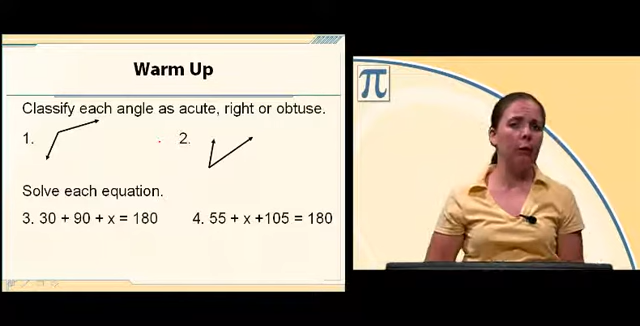 Warm Up
Classify each angle as acute, right or obtuse.
1.
2.
Solve each equation.
3. 30 + 90 + x = 180
4. 55 + x +105 = 180
π